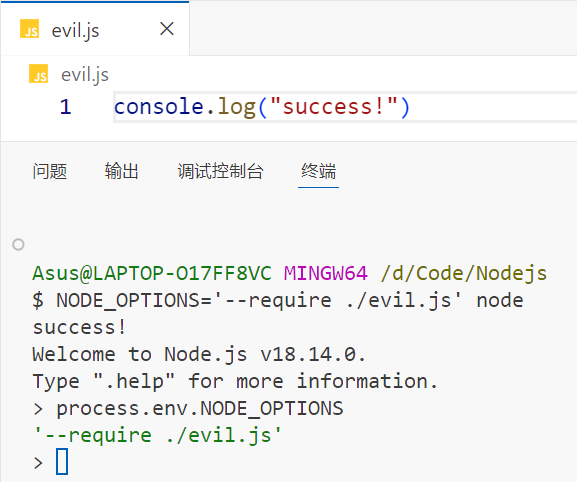 JS evil.js
JS evil.js
1 console.log("success!")
问题 输出 调试控制台 终端
Asus@LAPTOP-O17FF8VC MINGW64 /d/Code/Nodejs
$ NODE_OPTIONS='--require ./evil.js' node
success!
Welcome to Node.js v18.14.0.
Type ".help" for more information.
> process.env.NODE_OPTIONS
'--require ./evil.js'
>